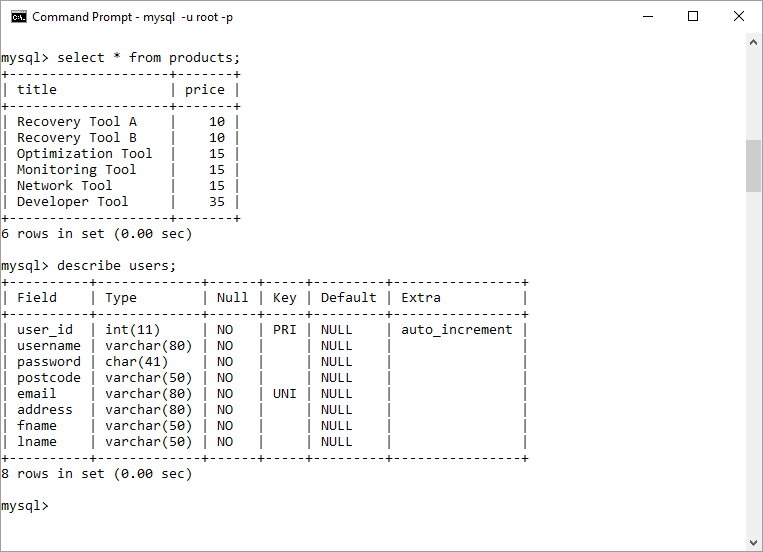 Command Prompt - mysql  -u root -p
mysql> select * from products;
+--------------------+-------+
| title              | price |
+--------------------+-------+
| Recovery Tool A    |    10 |
| Recovery Tool B    |    10 |
| Optimization Tool  |    15 |
| Monitoring Tool    |    15 |
| Network Tool       |    15 |
| Developer Tool     |    35 |
+--------------------+-------+
6 rows in set (0.00 sec)
mysql> describe users;
+----------+-------------+------+-----+---------+----------------+
| Field    | Type        | Null | Key | Default | Extra          |
+----------+-------------+------+-----+---------+----------------+
| user_id  | int(11)     | NO   | PRI | NULL    | auto_increment |
| username | varchar(80) | NO   |     | NULL    |                |
| password | char(41)    | NO   |     | NULL    |                |
| postcode | varchar(50) | NO   |     | NULL    |                |
| email    | varchar(80) | NO   | UNI | NULL    |                |
| address  | varchar(80) | NO   |     | NULL    |                |
| fname    | varchar(50) | NO   |     | NULL    |                |
| lname    | varchar(50) | NO   |     | NULL    |                |
+----------+-------------+------+-----+---------+----------------+
8 rows in set (0.00 sec)
mysql>